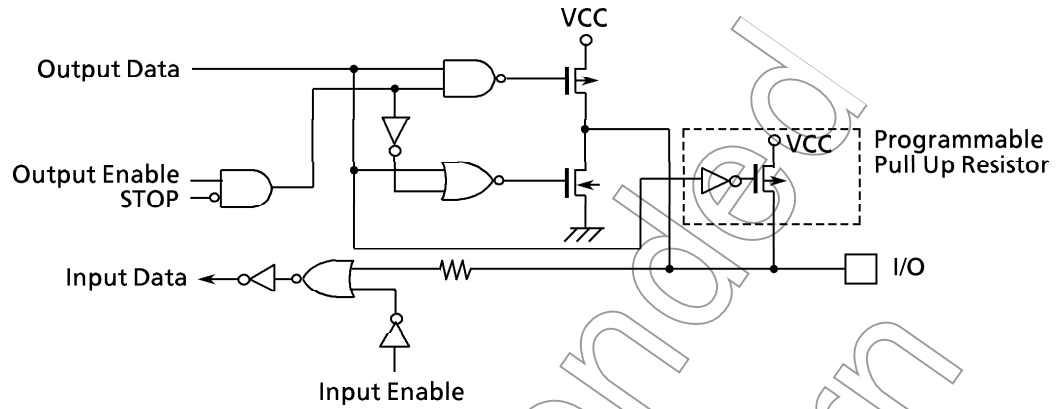 VCC
Output Data
VCC
Programmable
Pull Up Resistor
Output Enable
STOP
Input Data
I/O
Input Enable